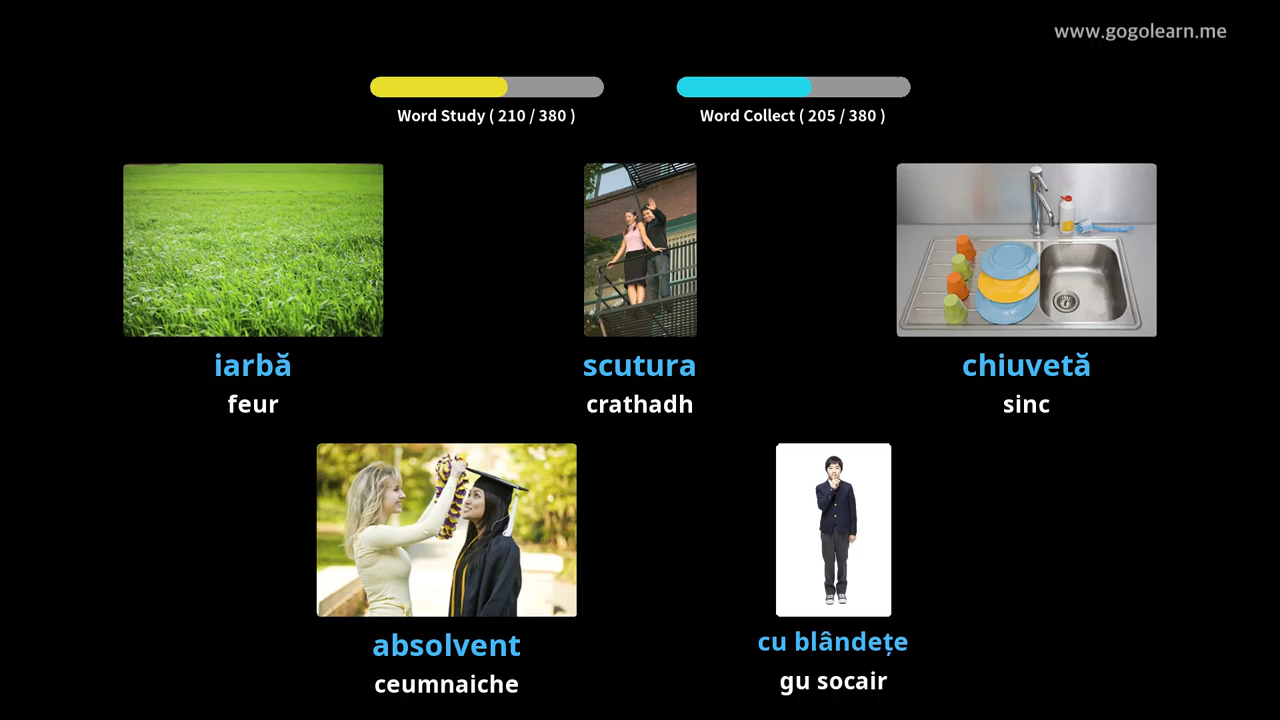 www.gogolearn.me
Word Study ( 210 / 380 )
Word Collect ( 205 / 380 )
iarbă
feur
scutura
crathadh
chiuvetă
sinc
absolvent
ceumnaiche
cu blândețe
gu socair